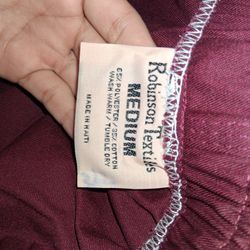 Robinson Textiles
MEDIUM
65% POLYESTER / 35% COTTON
WASH WARM / TUMBLE DRY
MADE IN HAITI